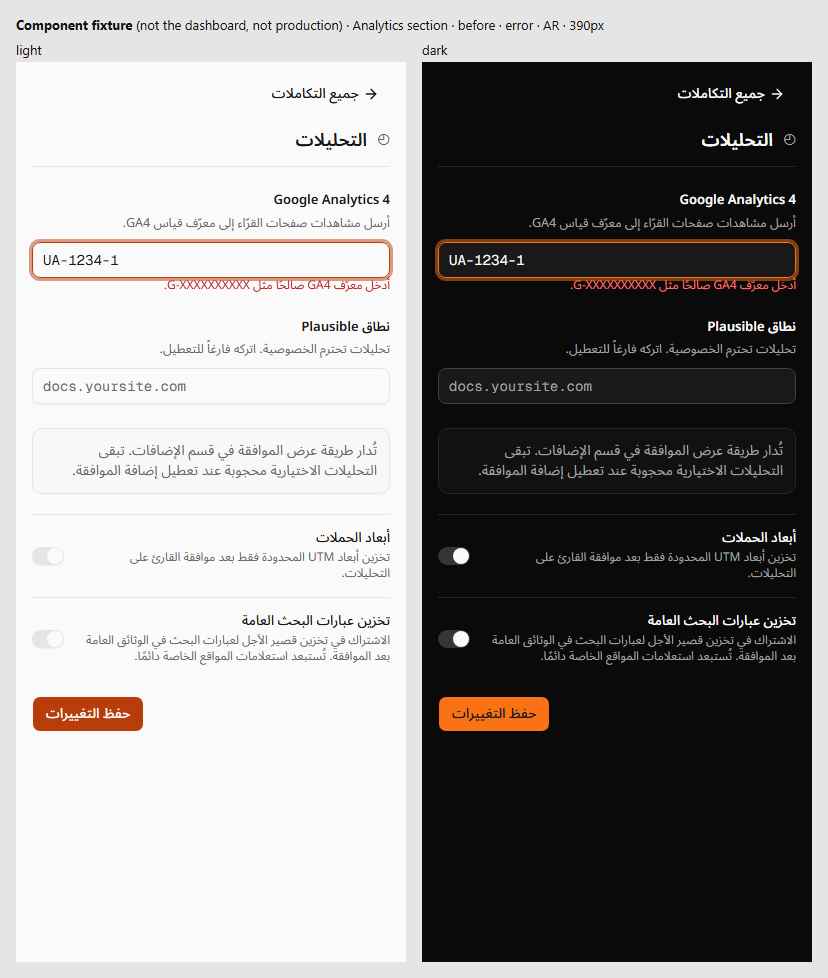 Component fixture (not the dashboard, not production) · Analytics section · before · error · AR · 390px
light
جميع التكاملات
التحليلات
Google Analytics 4
أرسل مشاهدات صفحات القرّاء إلى معرّف قياس GA4.
UA-1234-1
أدخل معرّف GA4 صالحًا مثل G-XXXXXXXXXX.
نطاق Plausible
تحليلات تحترم الخصوصية. اتركه فارغاً للتعطيل.
docs.yoursite.com
تُدار طريقة عرض الموافقة في قسم الإضافات. تبقى
التحليلات الاختيارية محجوبة عند تعطيل إضافة الموافقة.
أبعاد الحملات
تخزين أبعاد UTM المحدودة فقط بعد موافقة القارئ على
التحليلات.
تخزين عبارات البحث العامة
الاشتراك في تخزين قصير الأجل لعبارات البحث في الوثائق العامة
بعد الموافقة. تُستبعد استعلامات المواقع الخاصة دائمًا.
حفظ التغييرات
dark
جميع التكاملات
التحليلات
Google Analytics 4
أرسل مشاهدات صفحات القرّاء إلى معرّف قياس GA4.
UA-1234-1
أدخل معرّف GA4 صالحًا مثل G-XXXXXXXXXX.
نطاق Plausible
تحليلات تحترم الخصوصية. اتركه فارغاً للتعطيل.
docs.yoursite.com
تُدار طريقة عرض الموافقة في قسم الإضافات. تبقى
التحليلات الاختيارية محجوبة عند تعطيل إضافة الموافقة.
أبعاد الحملات
تخزين أبعاد UTM المحدودة فقط بعد موافقة القارئ على
التحليلات.
تخزين عبارات البحث العامة
الاشتراك في تخزين قصير الأجل لعبارات البحث في الوثائق العامة
بعد الموافقة. تُستبعد استعلامات المواقع الخاصة دائمًا.
حفظ التغييرات